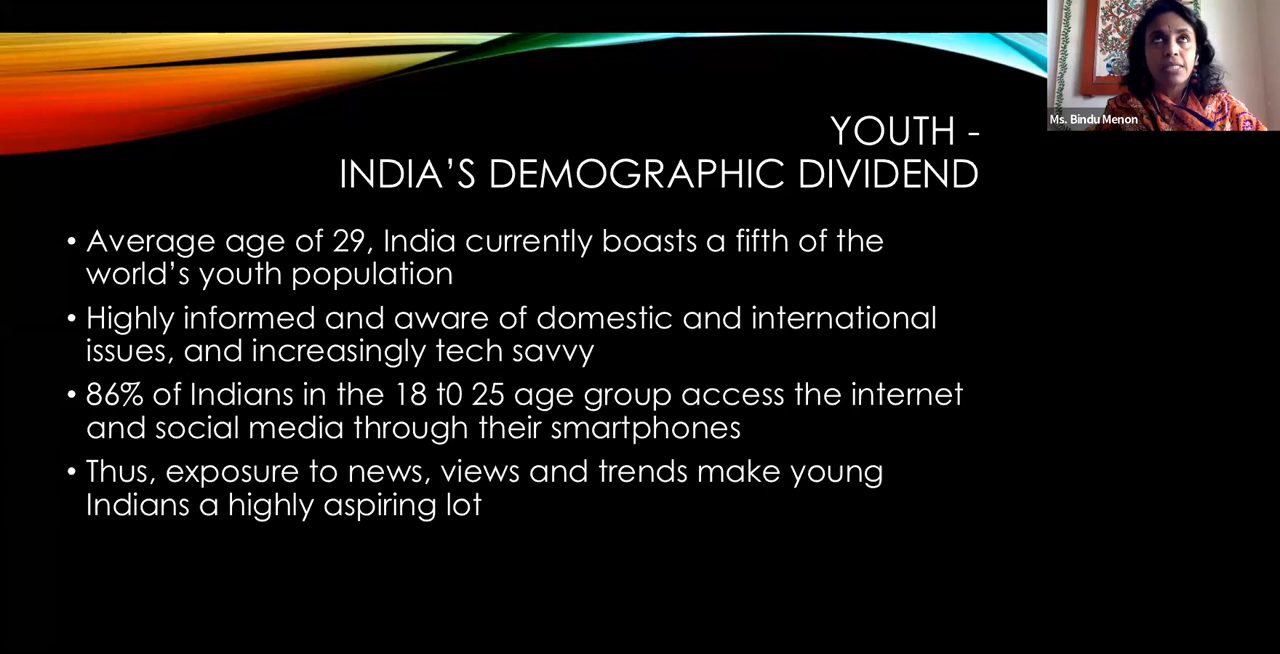 Ms. Bindu Menon
YOUTH -
INDIA'S DEMOGRAPHIC DIVIDEND
• Average age of 29, India currently boasts a fifth of the
world's youth population
• Highly informed and aware of domestic and international
issues, and increasingly tech savvy
• 86% of Indians in the 18 t0 25 age group access the internet
and social media through their smartphones
• Thus, exposure to news, views and trends make young
Indians a highly aspiring lot